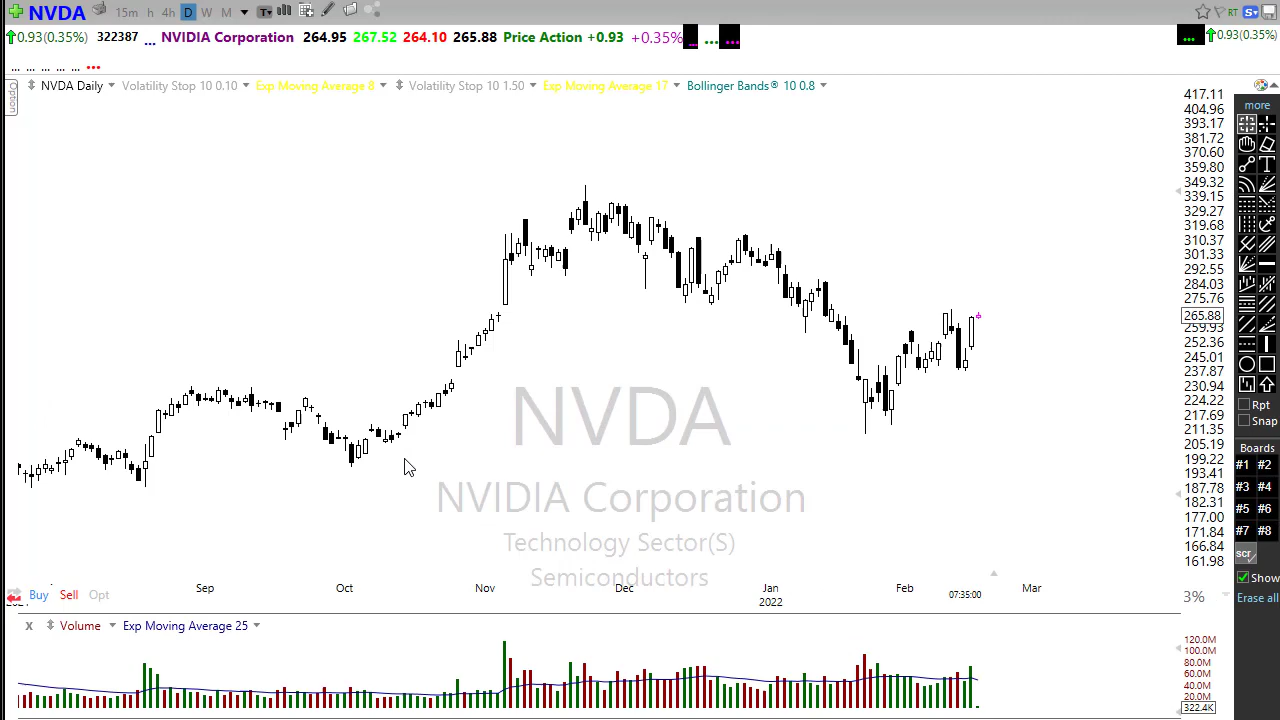 NVDA 15m h 4h D W M T RT S
0.93(0.35%) 322387 ... NVIDIA Corporation 264.95 267.52 264.10 265.88 Price Action +0.93 +0.35% ... ... ... ... 0.93(0.35%)
... ... ... ... ... ...
Option
NVDA Daily Volatility Stop 10 0.10 Exp Moving Average 8 Volatility Stop 10 1.50 Exp Moving Average 17 Bollinger Bands® 10 0.8
417.11
404.96
393.17
381.72
370.60
359.80
349.32
339.15
329.27
319.68
310.37
301.33
292.55
284.03
275.76
265.88
259.93
252.36
245.01
237.87
230.94
224.22
217.69
211.35
205.19
199.22
193.41
187.78
182.31
177.00
171.84
166.84
161.98
more
T
Rpt
Snap
Boards
#1 #2
#3 #4
#5 #6
#7 #8
scr
Show
Erase all
NVDA
NVIDA Corporation
Technology Sector(S)
Semiconductors
Sep Oct Nov Dec Jan Feb Mar
2022 07:35:00
Buy Sell Opt
3%
X Volume Exp Moving Average 25
120.0M
100.0M
80.0M
60.0M
40.0M
20.0M
322.4K